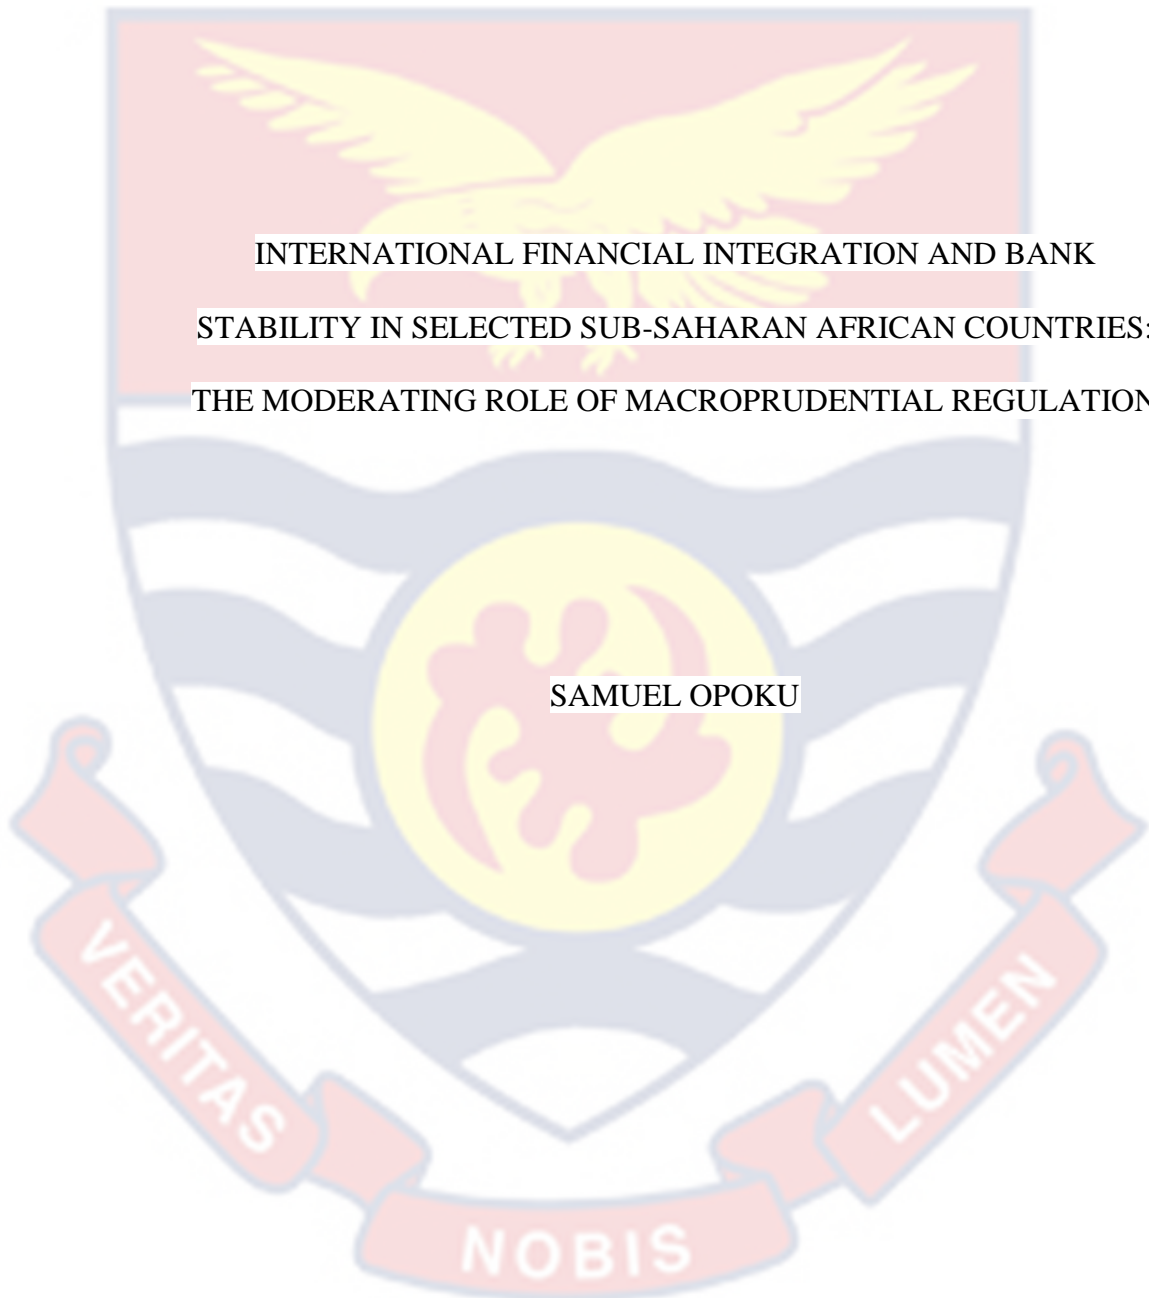 INTERNATIONAL FINANCIAL INTEGRATION AND BANK
STABILITY IN SELECTED SUB-SAHARAN AFRICAN COUNTRIES:
THE MODERATING ROLE OF MACROPRUDENTIAL REGULATION
SAMUEL OPOKU
VERITAS
NOBIS
LUMEN